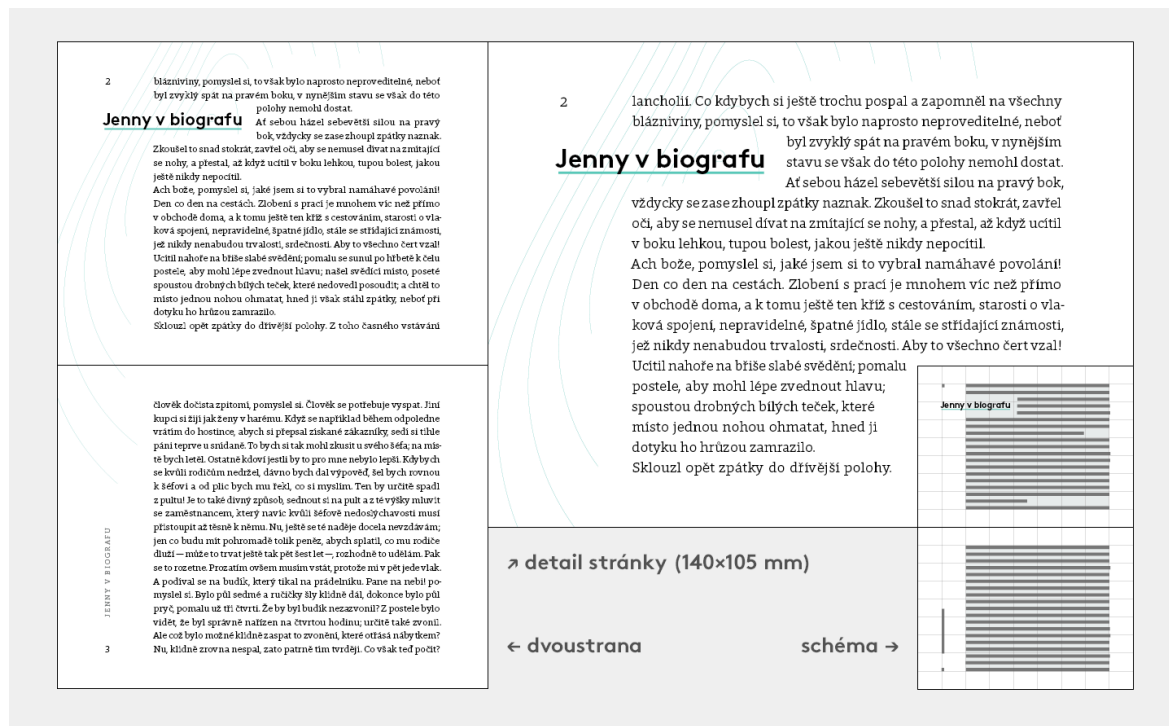 2
blázniviny, pomyslel si, to však bylo naprosto neproveditelné, neboť
byl zvyklý spát na pravém boku, v nynějším stavu se však do této
polohy nemohl dostat.
Jenny v biografu
Ať sebou házel sebevětší silou na pravý
bok, vždycky se zase zhoupl zpátky naznak.
Zkoušel to snad stokrát, zavřel oči, aby se nemusel dívat na zmítající
se nohy, a přestal, až když ucítil v boku lehkou, tupou bolest, jakou
ještě nikdy nepocítil.
Ach bože, pomyslel si, jaké jsem si to vybral namáhavé povolání!
Den co den na cestách. Zlobení s prací je mnohem víc než přímo
v obchodě doma, a k tomu ještě ten kříž s cestováním, starosti o vla-
ková spojení, nepravidelné, špatné jídlo, stále se střídající známosti,
jež nikdy nenabudou trvalosti, srdečnosti. Aby to všechno čert vzal!
Ucítil nahoře na břiše slabé svědění; pomalu se sunul po hřbetě k čelu
postele, aby mohl lépe zvednout hlavu; našel svědící místo, poseté
spoustou drobných bílých teček, které nedovedl posoudit; a chtěl to
místo jednou nohou ohmatat, hned ji však stáhl zpátky, neboť při
dotyku ho hrůzou zamrazilo.
Sklouzl opět zpátky do dřívější polohy. Z toho časného vstávání
člověk dočista zpitomí, pomyslel si. Člověk se potřebuje vyspat. Jiní
kupci si žijí jak ženy v harému. Když se například během odpoledne
vrátím do hostince, abych si přepsal získané zákazníky, sedí si tihle
páni teprve u snídaně. To bych si tak mohl zkusit u svého šéfa; na mís-
tě bych letěl. Ostatně kdoví jestli by to pro mne nebylo lepší. Kdybych
se kvůli rodičům nedržel, dávno bych dal výpověď, šel bych rovnou
k šéfovi a od plic bych mu řekl, co si myslím. Ten by určitě spadl
z pultu! Je to také divný způsob, sednout si na pult a z té výšky mluvit
se zaměstnancem, který navíc kvůli šéfově nedoslýchavosti musí
přistoupit až těsně k němu. Nu, ještě se té naděje docela nevzdávám;
jen co budu mít pohromadě tolik peněz, abych splatil, co mu rodiče
dluží — může to trvat ještě tak pět šest let —, rozhodně to udělám. Pak
se to rozetne. Prozatím ovšem musím vstát, protože mi v pět jede vlak.
A podíval se na budík, který tikal na prádelníku. Pane na nebi! po-
myslel si. Bylo půl sedmé a ručičky šly klidně dál, dokonce bylo půl
pryč, pomalu už tři čtvrti. Že by byl budík nezazvonil? Z postele bylo
vidět, že byl správně nařízen na čtvrtou hodinu; určitě také zvonil.
Ale což bylo možné klidně zaspat to zvonění, které otřásá nábytkem?
Nu, klidně zrovna nespal, zato patrně tím tvrději. Co však teď počít?
JENNY V BIOGRAFU
3
2
lancholií. Co kdybych si ještě trochu pospal a zapomněl na všechny
blázniviny, pomyslel si, to však bylo naprosto neproveditelné, neboť
byl zvyklý spát na pravém boku, v nynějším
Jenny v biografu
stavu se však do této polohy nemohl dostat.
Ať sebou házel sebevětší silou na pravý bok,
vždycky se zase zhoupl zpátky naznak. Zkoušel to snad stokrát, zavřel
oči, aby se nemusel dívat na zmítající se nohy, a přestal, až když ucítil
v boku lehkou, tupou bolest, jakou ještě nikdy nepocítil.
Ach bože, pomyslel si, jaké jsem si to vybral namáhavé povolání!
Den co den na cestách. Zlobení s prací je mnohem víc než přímo
v obchodě doma, a k tomu ještě ten kříž s cestováním, starosti o vla-
ková spojení, nepravidelné, špatné jídlo, stále se střídající známosti,
jež nikdy nenabudou trvalosti, srdečnosti. Aby to všechno čert vzal!
Ucítil nahoře na břiše slabé svědění; pomalu
postele, aby mohl lépe zvednout hlavu;
spoustou drobných bílých teček, které
místo jednou nohou ohmatat, hned ji
dotyku ho hrůzou zamrazilo.
Sklouzl opět zpátky do dřívější polohy.
Jenny v biografu
↗ detail stránky (140×105 mm)
← dvoustrana
schéma →